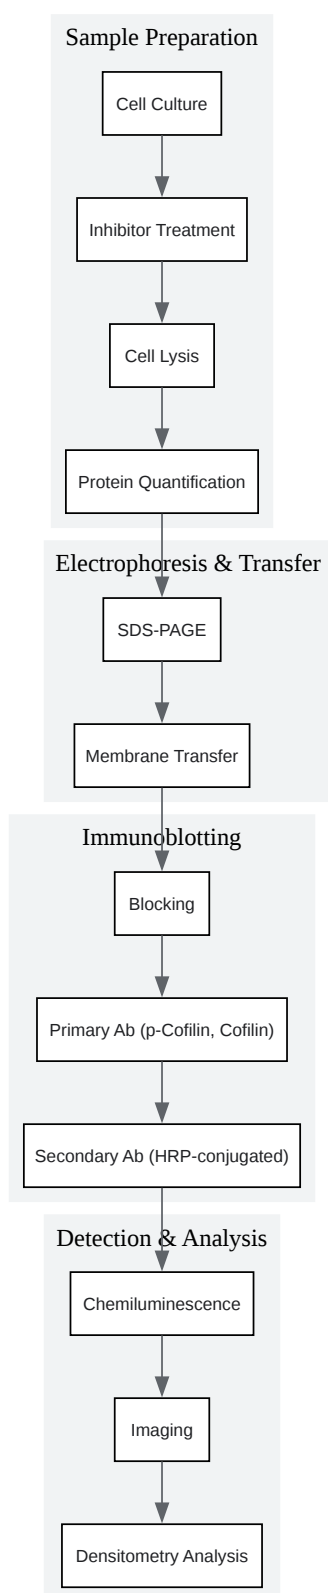 Sample Preparation
Cell Culture
Inhibitor Treatment
Cell Lysis
Protein Quantification
Electrophoresis & Transfer
SDS-PAGE
Membrane Transfer
Immunoblotting
Blocking
Primary Ab (p-Cofilin, Cofilin)
Secondary Ab (HRP-conjugated)
Detection & Analysis
Chemiluminescence
Imaging
Densitometry Analysis